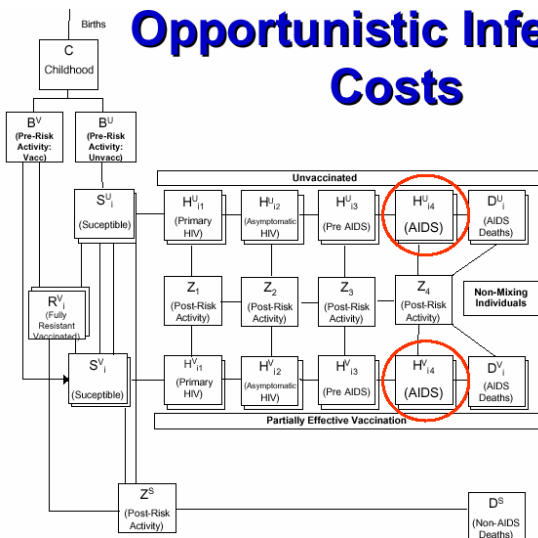 Opportunistic Infe
Costs
Births
C
Childhood
B^V
(Pre-Risk
Activity:
Vacc)
B^U
(Pre-Risk
Activity:
Unvacc)
Unvaccinated
S^U_i
(Suceptible)
H^U_i1
(Primary
HIV)
H^U_i2
(Asymptomatic
HIV)
H^U_i3
(Pre AIDS)
H^U_i4
(AIDS)
D^U_i
(AIDS
Deaths)
R^V_i
(Fully
Resistant
Vaccinated)
Z_1
(Post-Risk
Activity)
Z_2
(Post-Risk
Activity)
Z_3
(Post-Risk
Activity)
Z_4
(Post-Risk
Activity)
Non-Mixing
Individuals
S^V_i
(Suceptible)
H^V_i1
(Primary
HIV)
H^V_i2
(Asymptomatic
HIV)
H^V_i3
(Pre AIDS)
H^V_i4
(AIDS)
D^V_i
(AIDS
Deaths)
Partially Effective Vaccination
Z^S
(Post-Risk
Activity)
D^S
(Non-AIDS
Deaths)